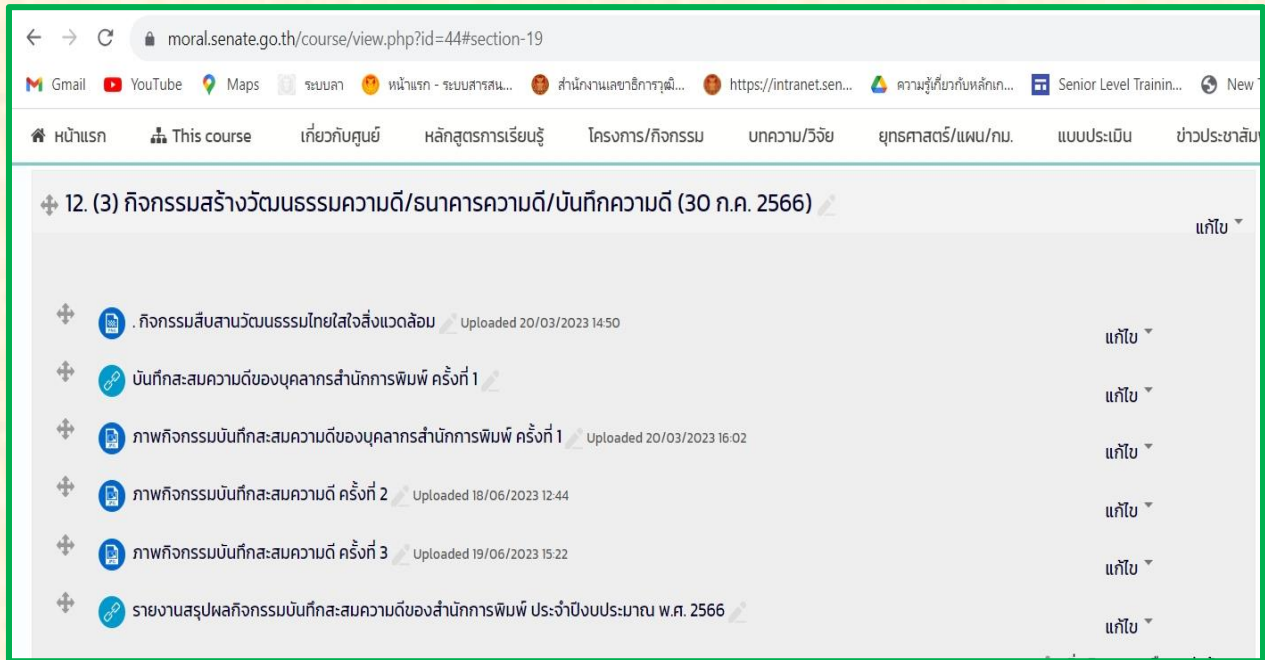 moral.senate.go.th/course/view.php?id=44#section-19
Gmail YouTube Maps ระบบลา หน้าแรก - ระบบสารสน... สำนักงานเลขาธิการวุฒิ... https://intranet.sen... ความรู้เกี่ยวกับหลักเก... Senior Level Trainin... New
หน้าแรก This course เกี่ยวกับศูนย์ หลักสูตรการเรียนรู้ โครงการ/กิจกรรม บทความ/วิจัย ยุทธศาสตร์/แผน/กม. แบบประเมิน ข่าวประชาสัมพ
12. (3) กิจกรรมสร้างวัฒนธรรมความดี/ธนาคารความดี/บันทึกความดี (30 ก.ค. 2566)
แก้ไข
. กิจกรรมสืบสานวัฒนธรรมไทยใส่ใจสิ่งแวดล้อม Uploaded 20/03/2023 14:50
แก้ไข
บันทึกสะสมความดีของบุคลากรสำนักการพิมพ์ ครั้งที่ 1
แก้ไข
ภาพกิจกรรมบันทึกสะสมความดีของบุคลากรสำนักการพิมพ์ ครั้งที่ 1 Uploaded 20/03/2023 16:02
แก้ไข
ภาพกิจกรรมบันทึกสะสมความดี ครั้งที่ 2 Uploaded 18/06/2023 12:44
แก้ไข
ภาพกิจกรรมบันทึกสะสมความดี ครั้งที่ 3 Uploaded 19/06/2023 15:22
แก้ไข
รายงานสรุปผลกิจกรรมบันทึกสะสมความดีของสำนักการพิมพ์ ประจำปีงบประมาณ พ.ศ. 2566
แก้ไข